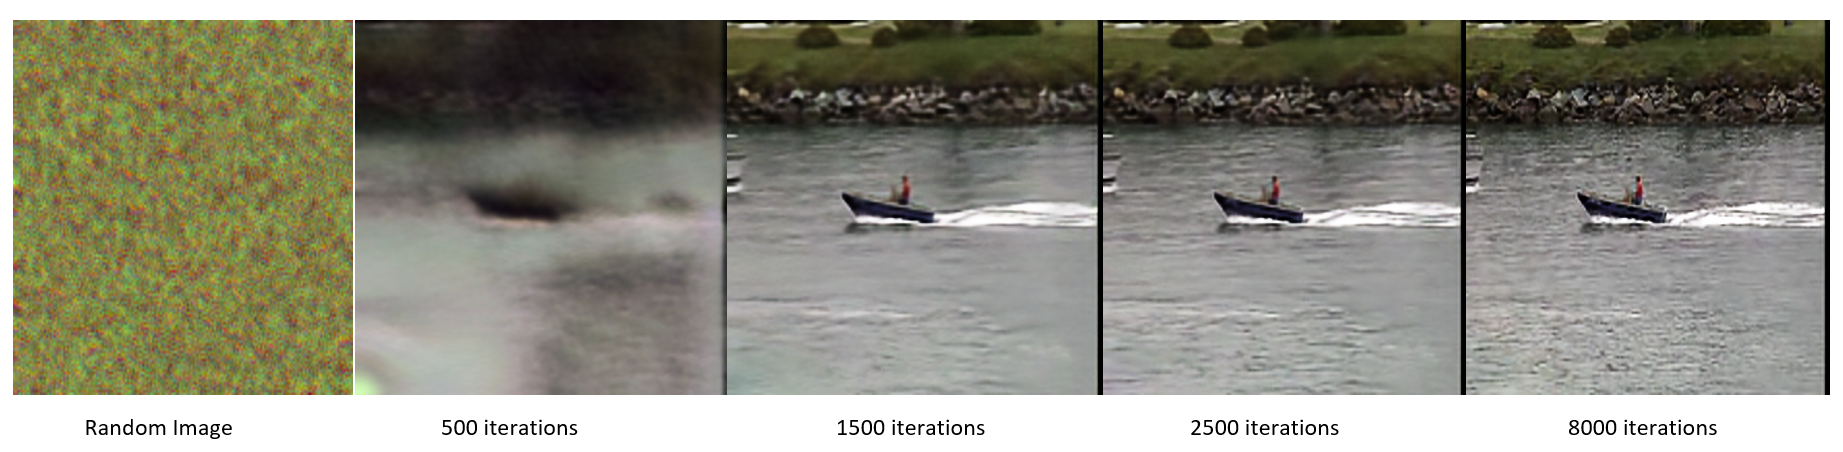 Random Image
500 iterations
1500 iterations
2500 iterations
8000 iterations